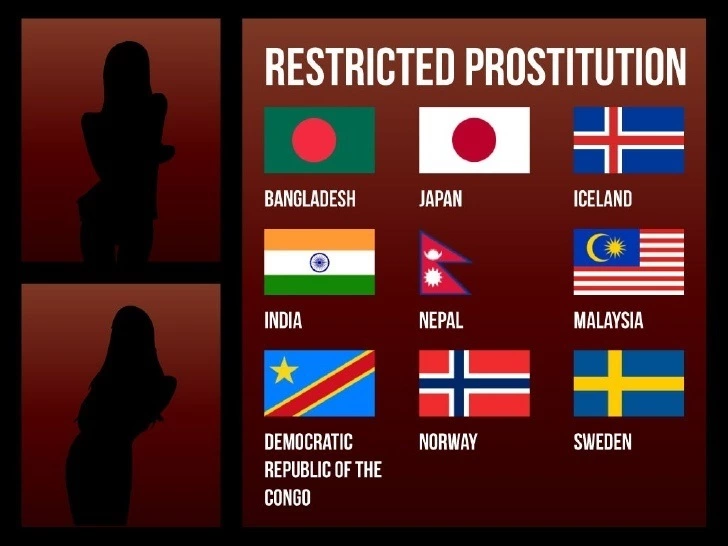 RESTRICTED PROSTITUTION
BANGLADESH
JAPAN
ICELAND
INDIA
NEPAL
MALAYSIA
DEMOCRATIC
REPUBLIC OF THE
CONGO
NORWAY
SWEDEN